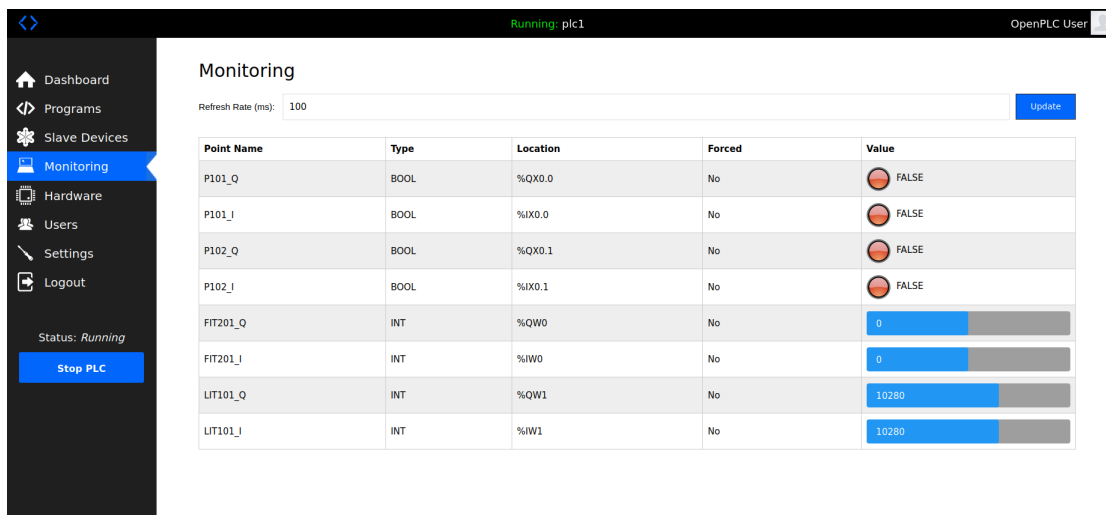 Running: plc1
OpenPLC User
Dashboard
Programs
Slave Devices
Monitoring
Hardware
Users
Settings
Logout
Status: Running
Stop PLC
Monitoring
Refresh Rate (ms): 100 Update
Point Name Type Location Forced Value
P101_Q BOOL %QX0.0 No FALSE
P101_I BOOL %IX0.0 No FALSE
P102_Q BOOL %QX0.1 No FALSE
P102_I BOOL %IX0.1 No FALSE
FIT201_Q INT %QW0 No 0
FIT201_I INT %IW0 No 0
LIT101_Q INT %QW1 No 10280
LIT101_I INT %IW1 No 10280